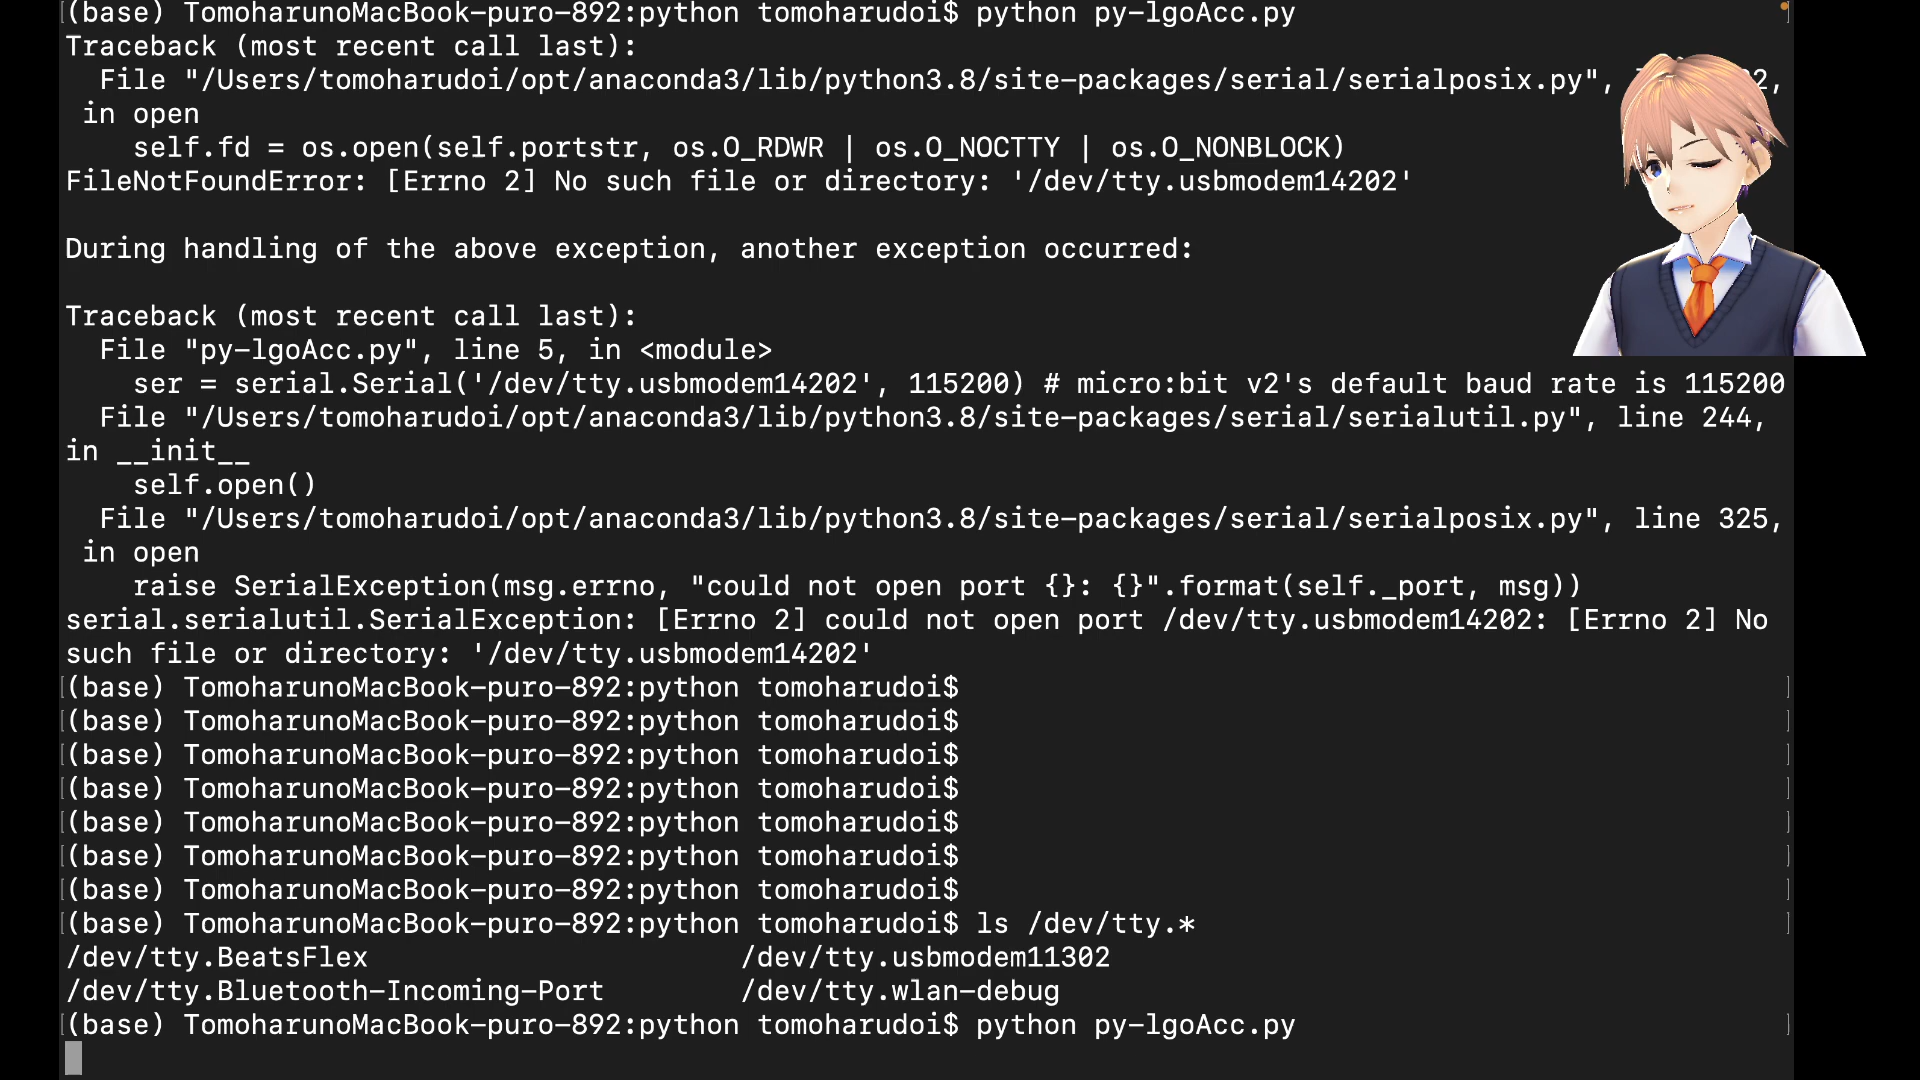 (base) TomoharunoMacBook-puro-892:python tomoharudoi$ python py-lgoAcc.py
Traceback (most recent call last):
  File "/Users/tomoharudoi/opt/anaconda3/lib/python3.8/site-packages/serial/serialposix.py", 2,
 in open
    self.fd = os.open(self.portstr, os.O_RDWR | os.O_NOCTTY | os.O_NONBLOCK)
FileNotFoundError: [Errno 2] No such file or directory: '/dev/tty.usbmodem14202'

During handling of the above exception, another exception occurred:

Traceback (most recent call last):
  File "py-lgoAcc.py", line 5, in <module>
    ser = serial.Serial('/dev/tty.usbmodem14202', 115200) # micro:bit v2's default baud rate is 115200
  File "/Users/tomoharudoi/opt/anaconda3/lib/python3.8/site-packages/serial/serialutil.py", line 244,
in __init__
    self.open()
  File "/Users/tomoharudoi/opt/anaconda3/lib/python3.8/site-packages/serial/serialposix.py", line 325,
 in open
    raise SerialException(msg.errno, "could not open port {}: {}".format(self._port, msg))
serial.serialutil.SerialException: [Errno 2] could not open port /dev/tty.usbmodem14202: [Errno 2] No
such file or directory: '/dev/tty.usbmodem14202'
(base) TomoharunoMacBook-puro-892:python tomoharudoi$
(base) TomoharunoMacBook-puro-892:python tomoharudoi$
(base) TomoharunoMacBook-puro-892:python tomoharudoi$
(base) TomoharunoMacBook-puro-892:python tomoharudoi$
(base) TomoharunoMacBook-puro-892:python tomoharudoi$
(base) TomoharunoMacBook-puro-892:python tomoharudoi$
(base) TomoharunoMacBook-puro-892:python tomoharudoi$
(base) TomoharunoMacBook-puro-892:python tomoharudoi$ ls /dev/tty.*
/dev/tty.BeatsFlex /dev/tty.usbmodem11302
/dev/tty.Bluetooth-Incoming-Port /dev/tty.wlan-debug
(base) TomoharunoMacBook-puro-892:python tomoharudoi$ python py-lgoAcc.py